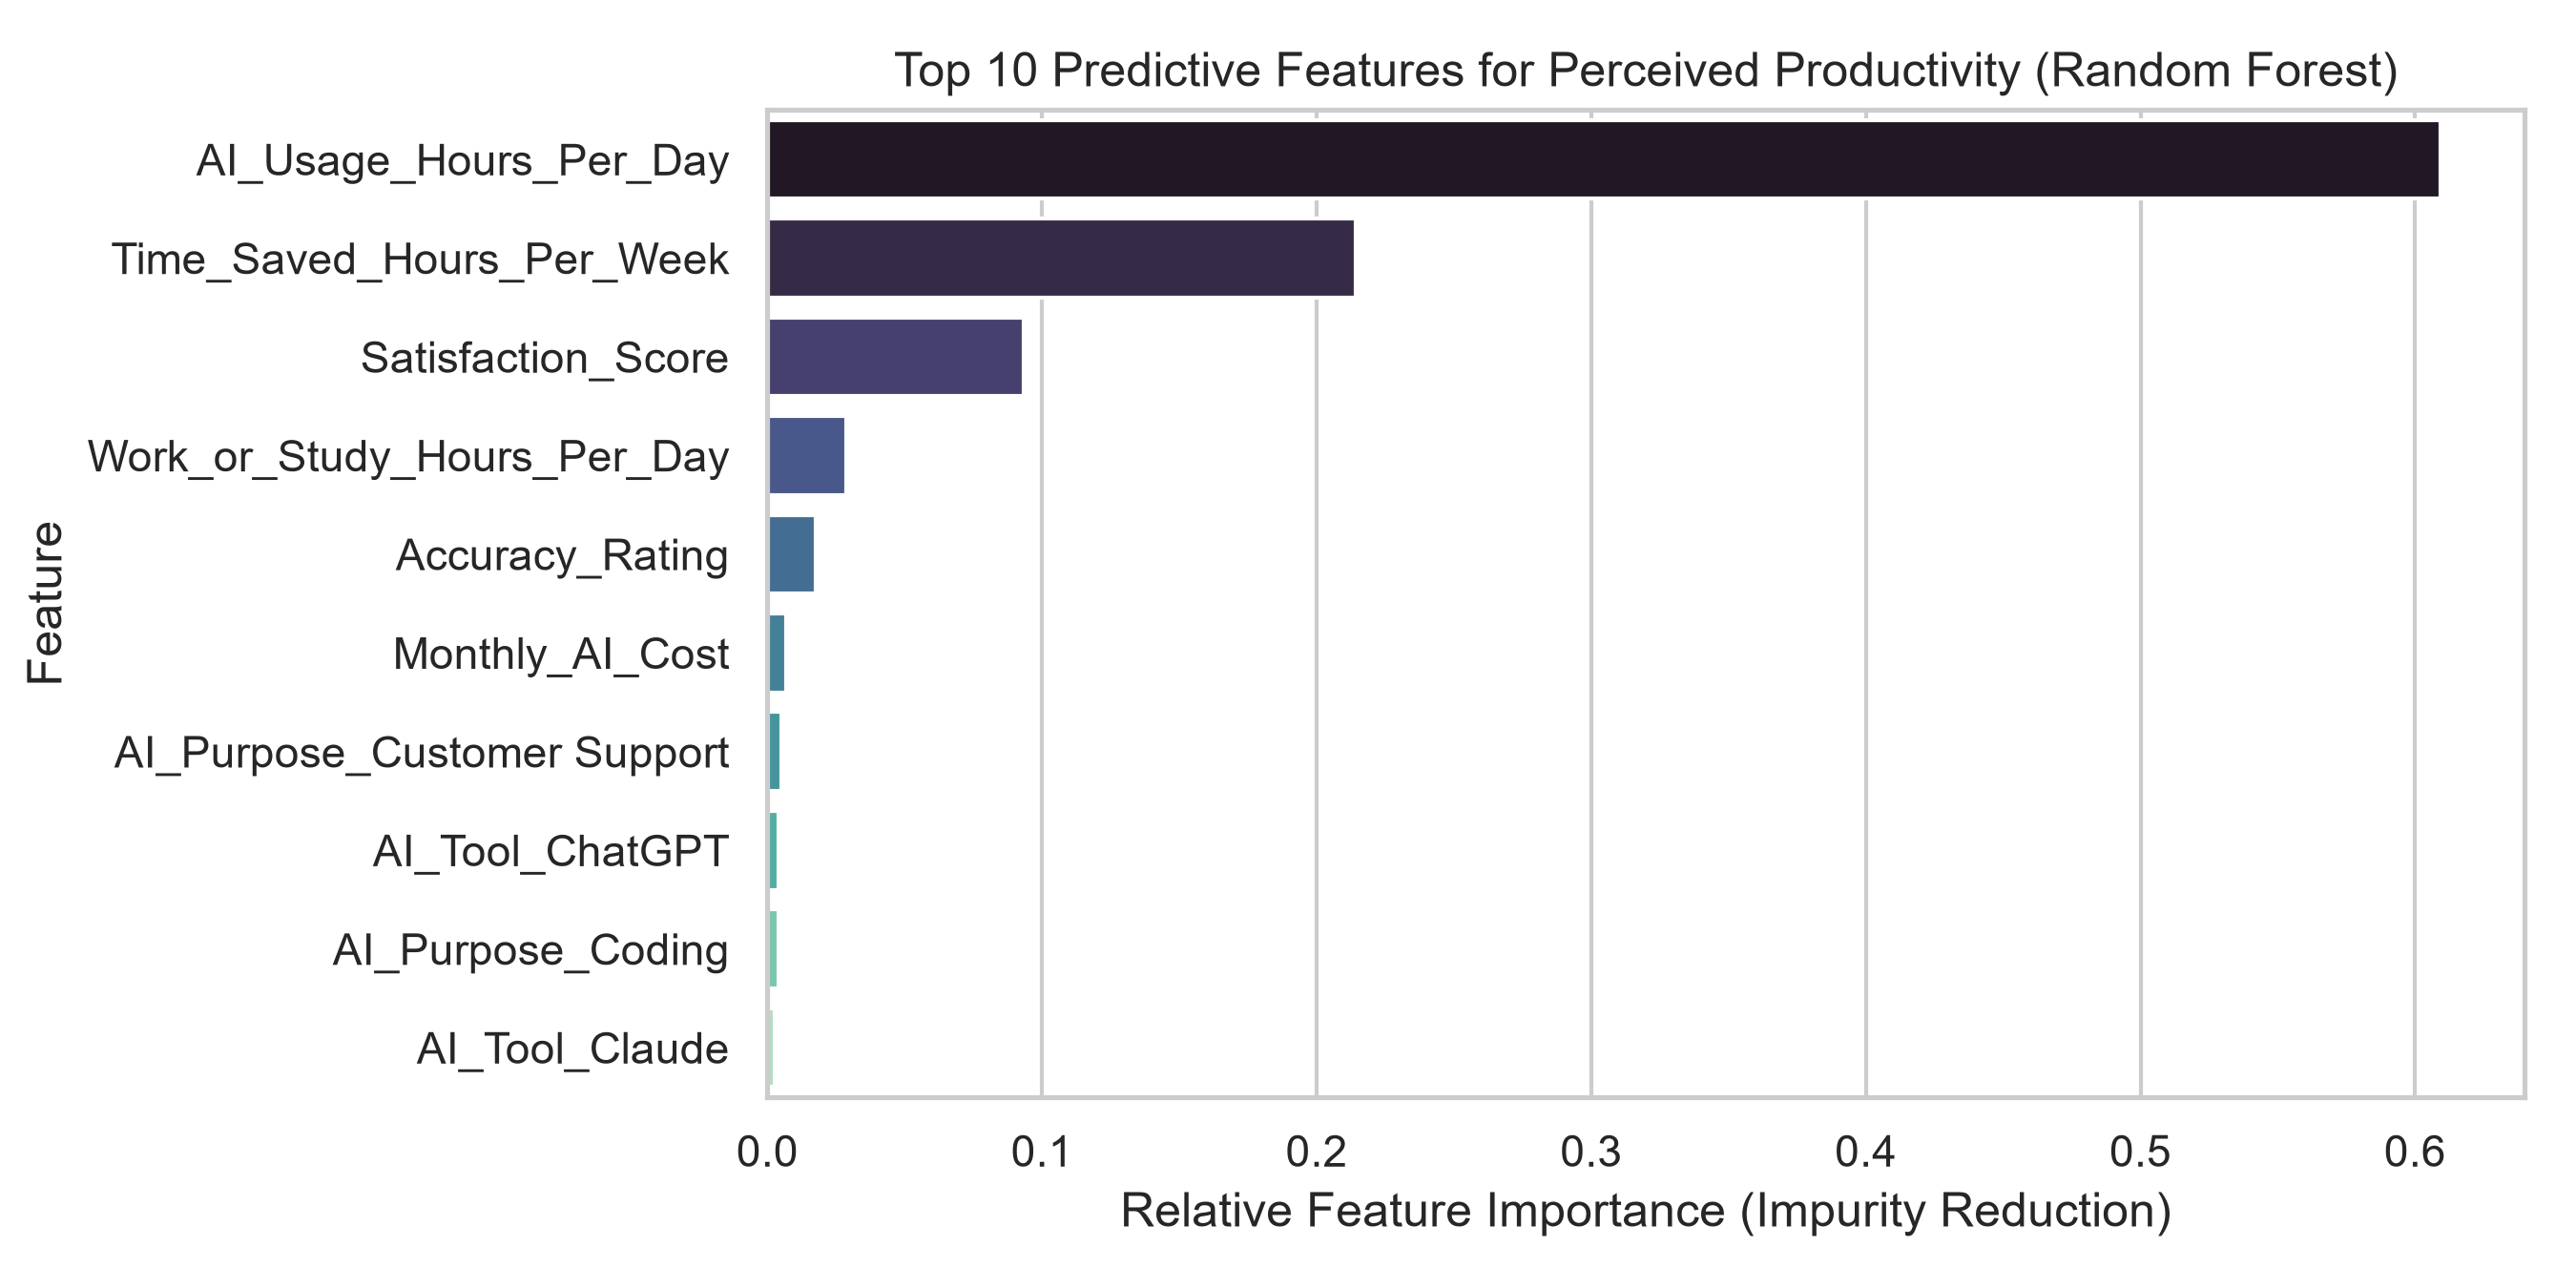 Top 10 Predictive Features for Perceived Productivity (Random Forest)
Feature
AI_Usage_Hours_Per_Day
Time_Saved_Hours_Per_Week
Satisfaction_Score
Work_or_Study_Hours_Per_Day
Accuracy_Rating
Monthly_AI_Cost
AI_Purpose_Customer Support
AI_Tool_ChatGPT
AI_Purpose_Coding
AI_Tool_Claude
0.0 0.1 0.2 0.3 0.4 0.5 0.6
Relative Feature Importance (Impurity Reduction)